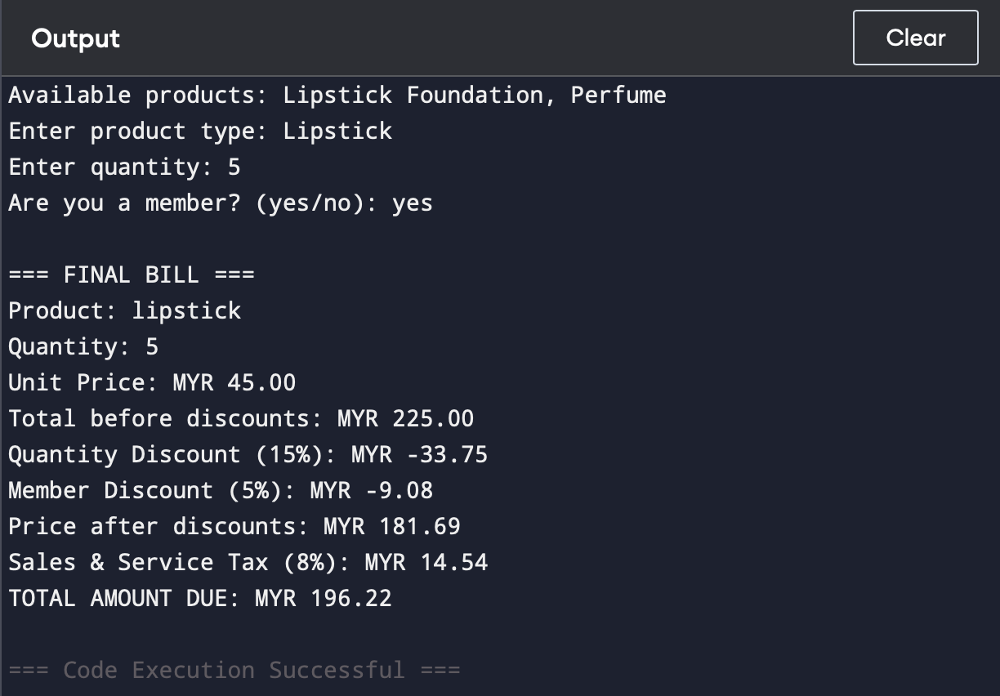 Output
Clear
Available products: Lipstick Foundation, Perfume
Enter product type: Lipstick
Enter quantity: 5
Are you a member? (yes/no): yes
=== FINAL BILL ===
Product: lipstick
Quantity: 5
Unit Price: MYR 45.00
Total before discounts: MYR 225.00
Quantity Discount (15%): MYR -33.75
Member Discount (5%): MYR -9.08
Price after discounts: MYR 181.69
Sales & Service Tax (8%): MYR 14.54
TOTAL AMOUNT DUE: MYR 196.22
=== Code Execution Successful ===